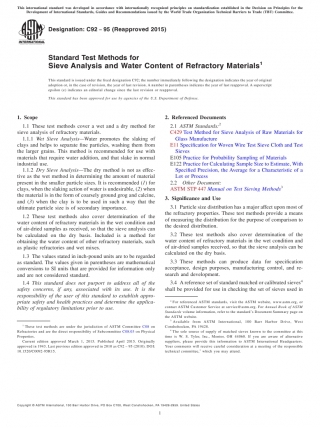 This international standard was developed in accordance with internationally recognized principles on standardization established in the Decision on Principles for the
Development of International Standards, Guides and Recommendations issued by the World Trade Organization Technical Barriers to Trade (TBT) Committee.
Designation: C92 − 95 (Reapproved 2015)
Standard Test Methods for
Sieve Analysis and Water Content of Refractory Materials1
This standard is issued under the fixed designation C92; the number immediately following the designation indicates the year of original
adoption or, in the case of revision, the year of last revision. A number in parentheses indicates the year of last reapproval. A superscript
epsilon (ε) indicates an editorial change since the last revision or reapproval.
This standard has been approved for use by agencies of the U.S. Department of Defense.
1. Scope
1.1 These test methods cover a wet and a dry method for
sieve analysis of refractory materials.
1.1.1 Wet Sieve Analysis—Water promotes the slaking of
clays and helps to separate fine particles, washing them from
the larger grains. This method is recommended for use with
materials that require water addition, and that slake in normal
industrial use.
1.1.2 Dry Sieve Analyses—The dry method is not as effec-
tive as the wet method in determining the amount of material
present in the smaller particle sizes. It is recommended (1) for
clays, when the slaking action of water is undesirable, (2) when
the material is in the form of coarsely ground grog and calcine,
and (3) when the clay is to be used in such a way that the
ultimate particle size is of secondary importance.
1.2 These test methods also cover determination of the
water content of refractory materials in the wet condition and
of air-dried samples as received, so that the sieve analysis can
be calculated on the dry basis. Included is a method for
obtaining the water content of other refractory materials, such
as plastic refractories and wet mixes.
1.3 The values stated in inch-pound units are to be regarded
as standard. The values given in parentheses are mathematical
conversions to SI units that are provided for information only
and are not considered standard.
1.4 This standard does not purport to address all of the
safety concerns, if any, associated with its use. It is the
responsibility of the user of this standard to establish appro-
priate safety and health practices and determine the applica-
bility of regulatory limitations prior to use.
1 These test methods are under the jurisdiction of ASTM Committee C08 on
Refractories and are the direct responsibility of Subcommittee C08.03 on Physical
Properties.
Current edition approved March 1, 2015. Published April 2015. Originally
approved in 1932. Last previous edition approved in 2010 as C92 – 95 (2010). DOI:
10.1520/C0092-95R15.
2. Referenced Documents
2.1 ASTM Standards:2
C429 Test Method for Sieve Analysis of Raw Materials for
Glass Manufacture
E11 Specification for Woven Wire Test Sieve Cloth and Test
Sieves
E105 Practice for Probability Sampling of Materials
E122 Practice for Calculating Sample Size to Estimate, With
Specified Precision, the Average for a Characteristic of a
Lot or Process
2.2 Other Document:
ASTM STP 447 Manual on Test Sieving Methods3
3. Significance and Use
3.1 Particle size distribution has a major affect upon most of
the refractory properties. These test methods provide a means
of measuring the distribution for the purpose of comparison to
the desired distribution.
3.2 These test methods also cover determination of the
water content of refractory materials in the wet condition and
of air-dried samples received, so that the sieve analysis can be
calculated on the dry basis.
3.3 These methods can produce data for specification
acceptance, design purposes, manufacturing control, and re-
search and development.
3.4 A reference set of standard matched or calibrated sieves4
shall be provided for use in checking the set of sieves used in
2 For referenced ASTM standards, visit the ASTM website, www.astm.org, or
contact ASTM Customer Service at service@astm.org. For Annual Book of ASTM
Standards volume information, refer to the standard's Document Summary page on
the ASTM website.
3 Available from ASTM International, 100 Barr Harbor Drive, West
Conshohocken, PA 19428.
4 The sole source of supply of matched sieves known to the committee at this
time is W. S. Tyler, Inc., Mentor, OH 44060. If you are aware of alternative
suppliers, please provide this information to ASTM International Headquarters.
Your comments will receive careful consideration at a meeting of the responsible
technical committee,1 which you may attend.
Copyright © ASTM International, 100 Barr Harbor Drive, PO Box C700, West Conshohocken, PA 19428-2959. United States
1